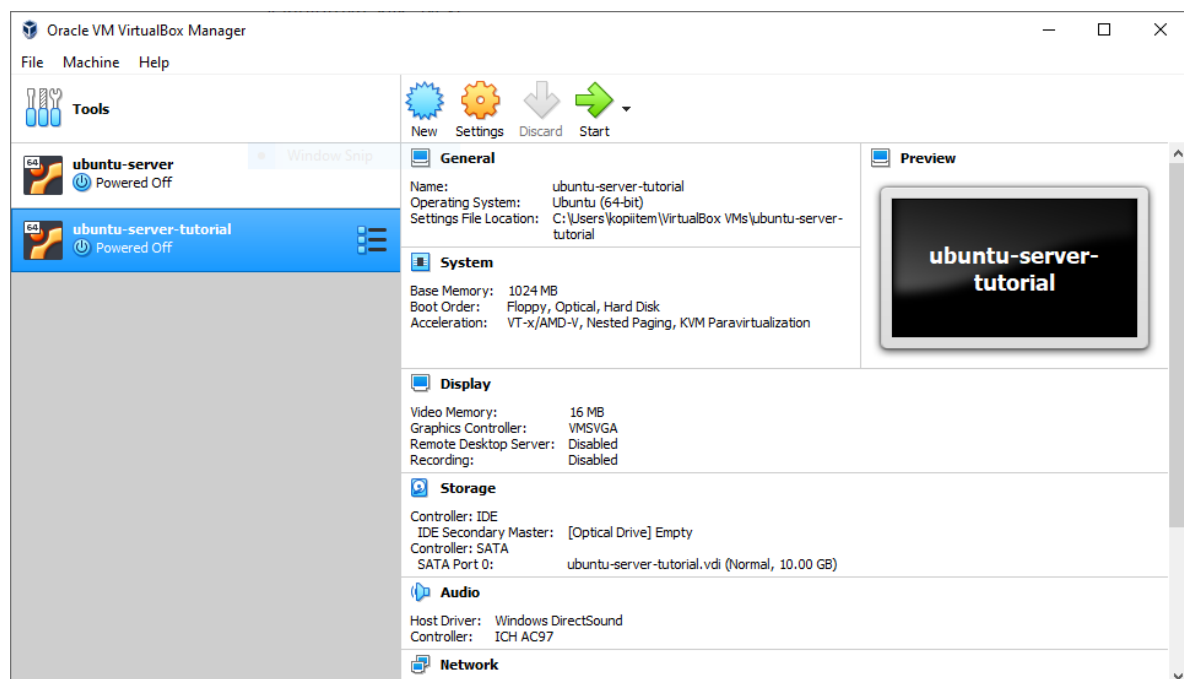 Oracle VM VirtualBox Manager
File Machine Help
Tools
New Settings Discard Start
64
ubuntu-server
Powered Off
Window Snip
64
ubuntu-server-tutorial
Powered Off
General
Name: ubuntu-server-tutorial
Operating System: Ubuntu (64-bit)
Settings File Location: C:\Users\kopiitem\VirtualBox VMs\ubuntu-server-
tutorial
Preview
ubuntu-server-
tutorial
System
Base Memory: 1024 MB
Boot Order: Floppy, Optical, Hard Disk
Acceleration: VT-x/AMD-V, Nested Paging, KVM Paravirtualization
Display
Video Memory: 16 MB
Graphics Controller: VMSVGA
Remote Desktop Server: Disabled
Recording: Disabled
Storage
Controller: IDE
IDE Secondary Master: [Optical Drive] Empty
Controller: SATA
SATA Port 0: ubuntu-server-tutorial.vdi (Normal, 10.00 GB)
Audio
Host Driver: Windows DirectSound
Controller: ICH AC97
Network